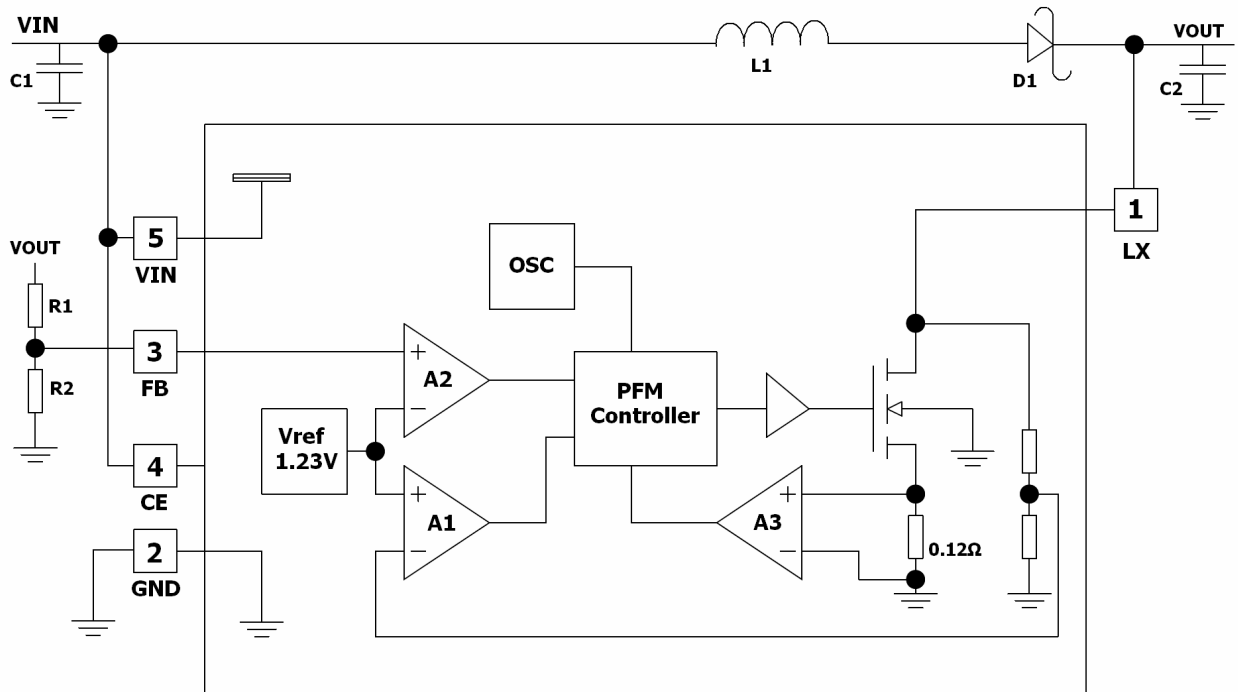 VIN
C1
L1
D1
VOUT
C2
1
LX
5
VIN
VOUT
R1
R2
3
FB
OSC
+
A2
−
PFM
Controller
Vref
1.23V
4
CE
+
A1
−
+
A3
−
0.12Ω
2
GND